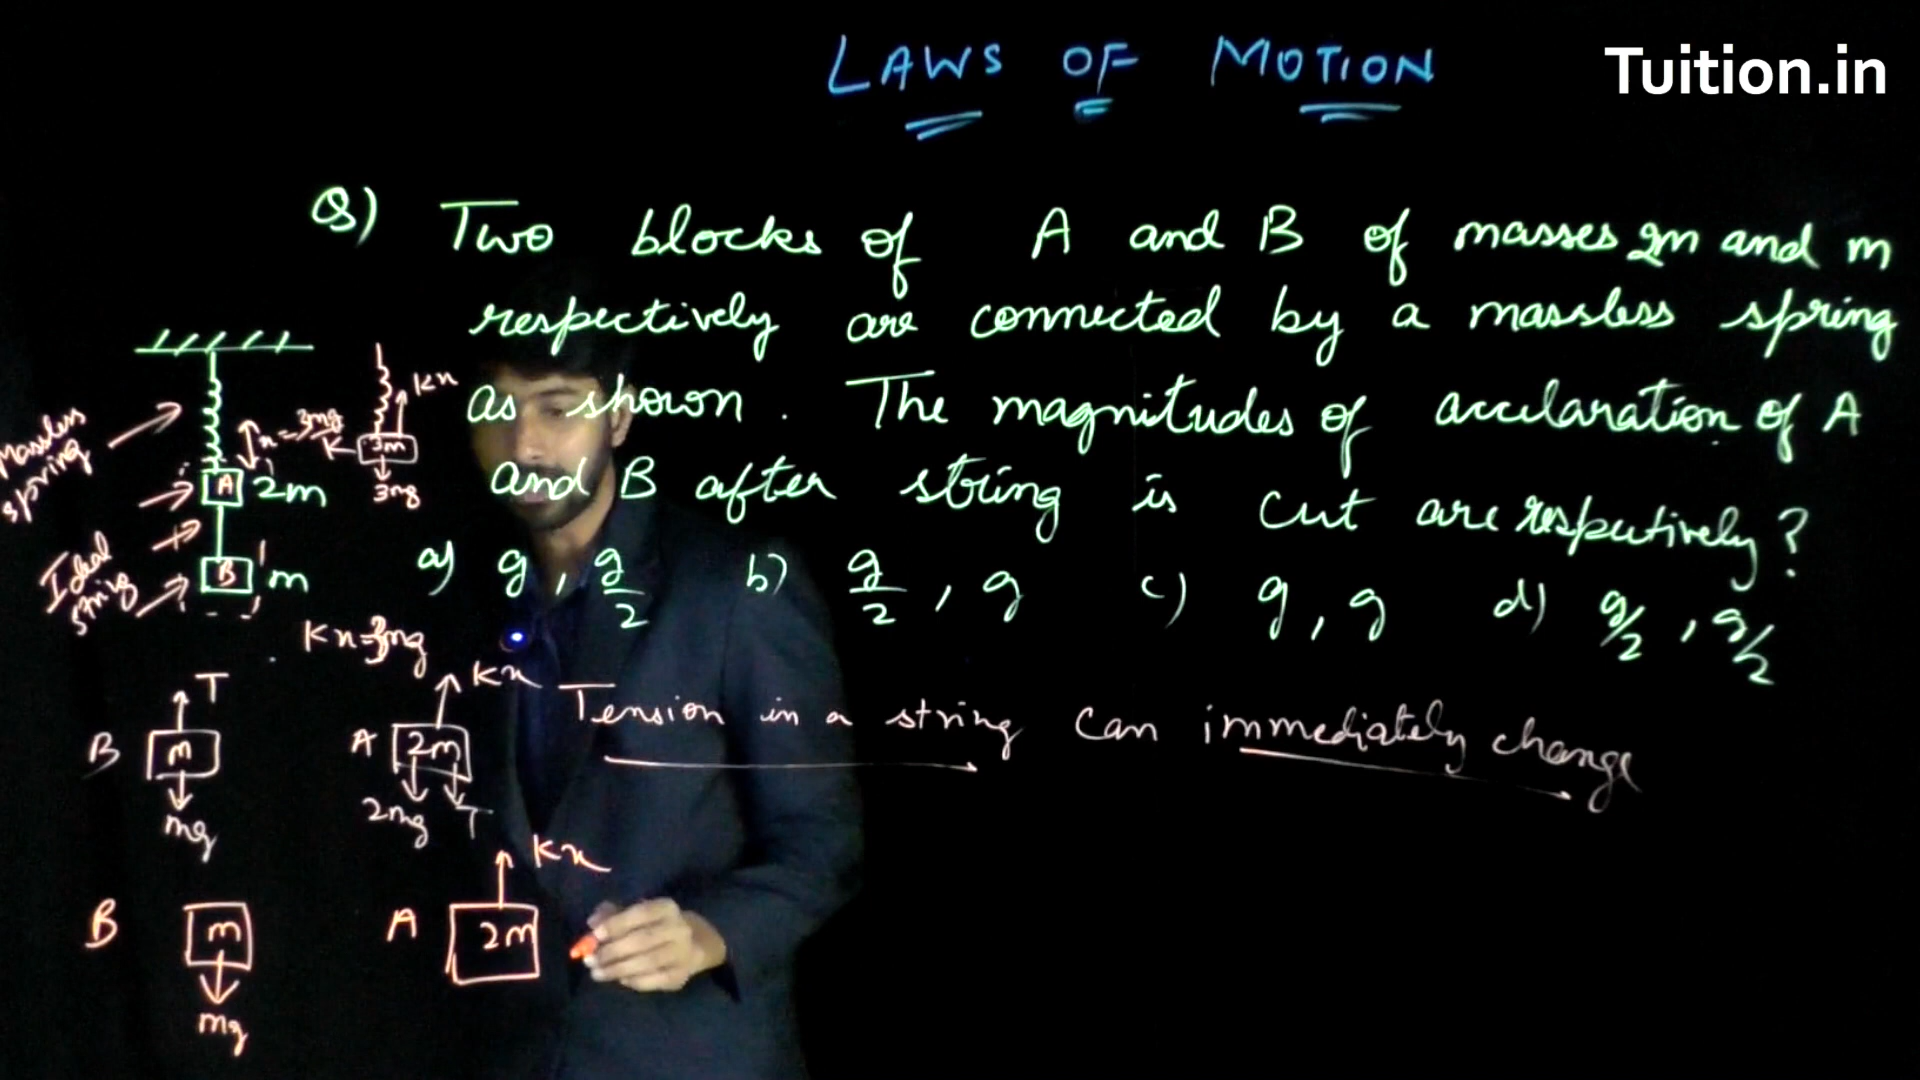 LAWS OF MOTION
Tuition.in
Q) Two blocks of A and B of masses 2m and m
respectively are connected by a massless spring
as shown. The magnitudes of accelaration of A
and B after string is cut are respectively?
a) g, g/2 b) g/2, g c) g, g d) g/2, g/2
Massless
spring
x = 3mg/K
Kx
3m
3mg
A 2m
Ideal
string
B m
Kx = 3mg
T
B m
mg
Kx
A 2m
2mg T
Tension in a string can immediately change
B m
mg
Kx
A 2m